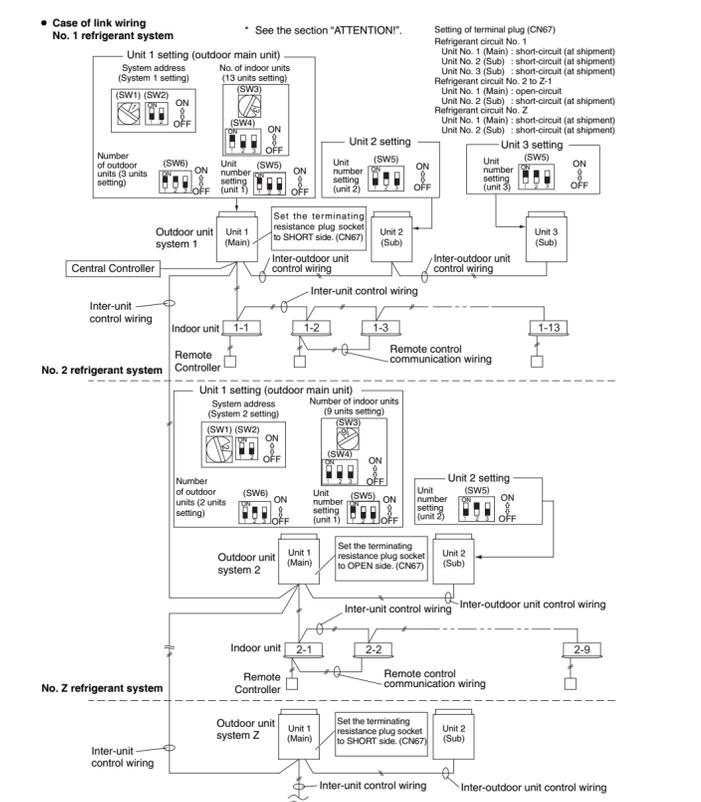 ● Case of link wiring
No. 1 refrigerant system
* See the section "ATTENTION!".
Setting of terminal plug (CN67)
Refrigerant circuit No. 1
Unit No. 1 (Main) : short-circuit (at shipment)
Unit No. 2 (Sub) : short-circuit (at shipment)
Unit No. 3 (Sub) : short-circuit (at shipment)
Refrigerant circuit No. 2 to Z-1
Unit No. 1 (Main) : open-circuit
Unit No. 2 (Sub) : short-circuit (at shipment)
Refrigerant circuit No. Z
Unit No. 1 (Main) : short-circuit (at shipment)
Unit No. 2 (Sub) : short-circuit (at shipment)
Unit 1 setting (outdoor main unit)
System address
(System 1 setting)
(SW1) (SW2)
ON
OFF
No. of indoor units
(13 units setting)
(SW3)
(SW4)
ON
ON
OFF
Number
of outdoor
units (3 units
setting)
(SW6)
ON
ON
OFF
Unit
number
setting
(unit 1)
(SW5)
ON
ON
OFF
Unit 2 setting
Unit
number
setting
(unit 2)
(SW5)
ON
ON
OFF
Unit 3 setting
Unit
number
setting
(unit 3)
(SW5)
ON
ON
OFF
Outdoor unit
system 1
Unit 1
(Main)
Set the terminating
resistance plug socket
to SHORT side. (CN67)
Unit 2
(Sub)
Unit 3
(Sub)
Central Controller
Inter-outdoor unit
control wiring
Inter-outdoor unit
control wiring
Inter-unit
control wiring
Inter-unit control wiring
Indoor unit
1-1
1-2
1-3
1-13
Remote
Controller
Remote control
communication wiring
No. 2 refrigerant system
Unit 1 setting (outdoor main unit)
System address
(System 2 setting)
(SW1) (SW2)
ON
ON
OFF
Number of indoor units
(9 units setting)
(SW3)
(SW4)
ON
ON
OFF
Number
of outdoor
units (2 units
setting)
(SW6)
ON
ON
OFF
Unit
number
setting
(unit 1)
(SW5)
ON
ON
OFF
Unit 2 setting
Unit
number
setting
(unit 2)
(SW5)
ON
ON
OFF
Outdoor unit
system 2
Unit 1
(Main)
Set the terminating
resistance plug socket
to OPEN side. (CN67)
Unit 2
(Sub)
Inter-unit control wiring
Inter-outdoor unit control wiring
Indoor unit
2-1
2-2
2-9
Remote
Controller
Remote control
communication wiring
No. Z refrigerant system
Outdoor unit
system Z
Unit 1
(Main)
Set the terminating
resistance plug socket
to SHORT side. (CN67)
Unit 2
(Sub)
Inter-unit
control wiring
Inter-unit control wiring
Inter-outdoor unit control wiring